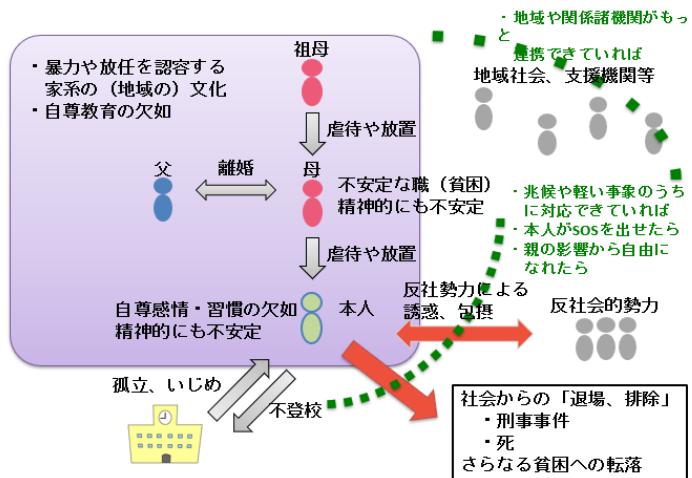 ・地域や関係諸機関がもっ
と
連携できていれば
地域社会、支援機関等
祖母
・暴力や放任を認容する
家系の（地域の）文化
・自尊教育の欠如
虐待や放置
父
離婚
母
不安定な職（貧困）
精神的にも不安定
・兆候や軽い事象のうち
に対応できていれば
・本人がSOSを出せたら
・親の影響から自由に
なれたら
虐待や放置
自尊感情・習慣の欠如
精神的にも不安定
本人
反社勢力による
誘惑、包摂
反社会的勢力
孤立、いじめ
不登校
社会からの「退場、排除」
・刑事事件
・死
さらなる貧困への転落